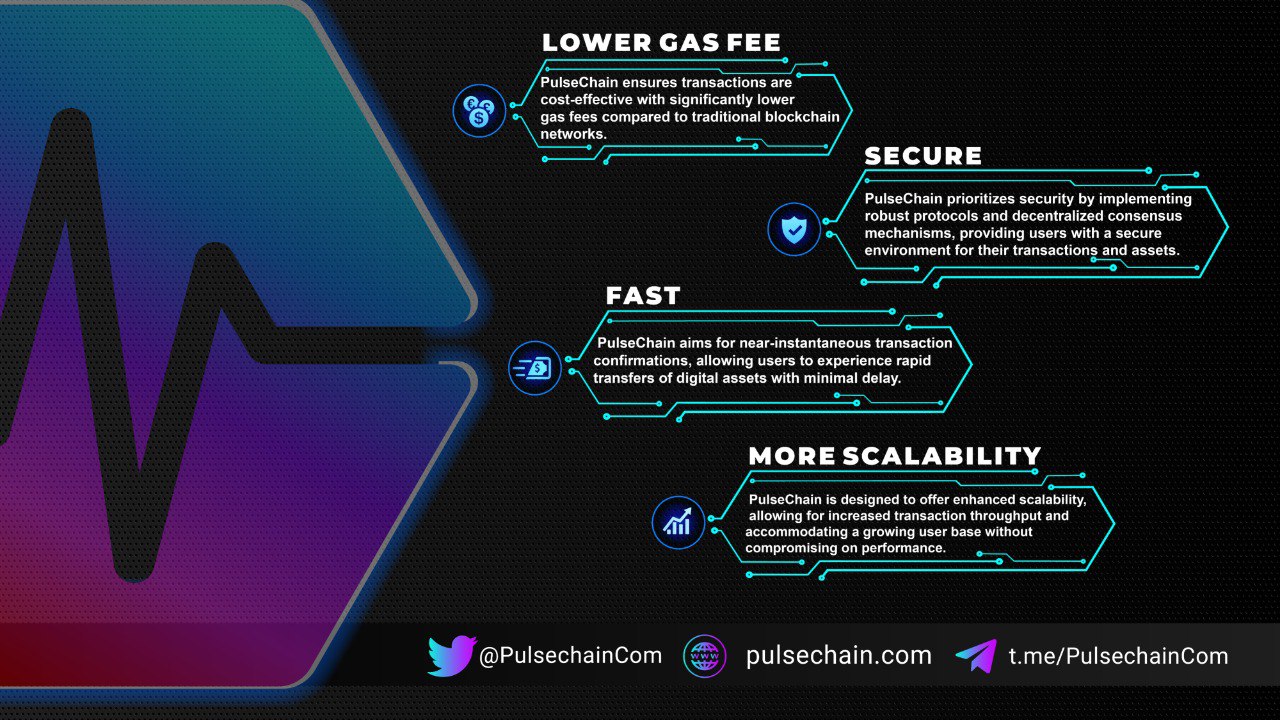 LOWER GAS FEE
PulseChain ensures transactions are
cost-effective with significantly lower
gas fees compared to traditional blockchain
networks.
SECURE
PulseChain prioritizes security by implementing
robust protocols and decentralized consensus
mechanisms, providing users with a secure
environment for their transactions and assets.
FAST
PulseChain aims for near-instantaneous transaction
confirmations, allowing users to experience rapid
transfers of digital assets with minimal delay.
MORE SCALABILITY
PulseChain is designed to offer enhanced scalability,
allowing for increased transaction throughput and
accommodating a growing user base without
compromising on performance.
@PulsechainCom
www
pulsechain.com
t.me/PulsechainCom